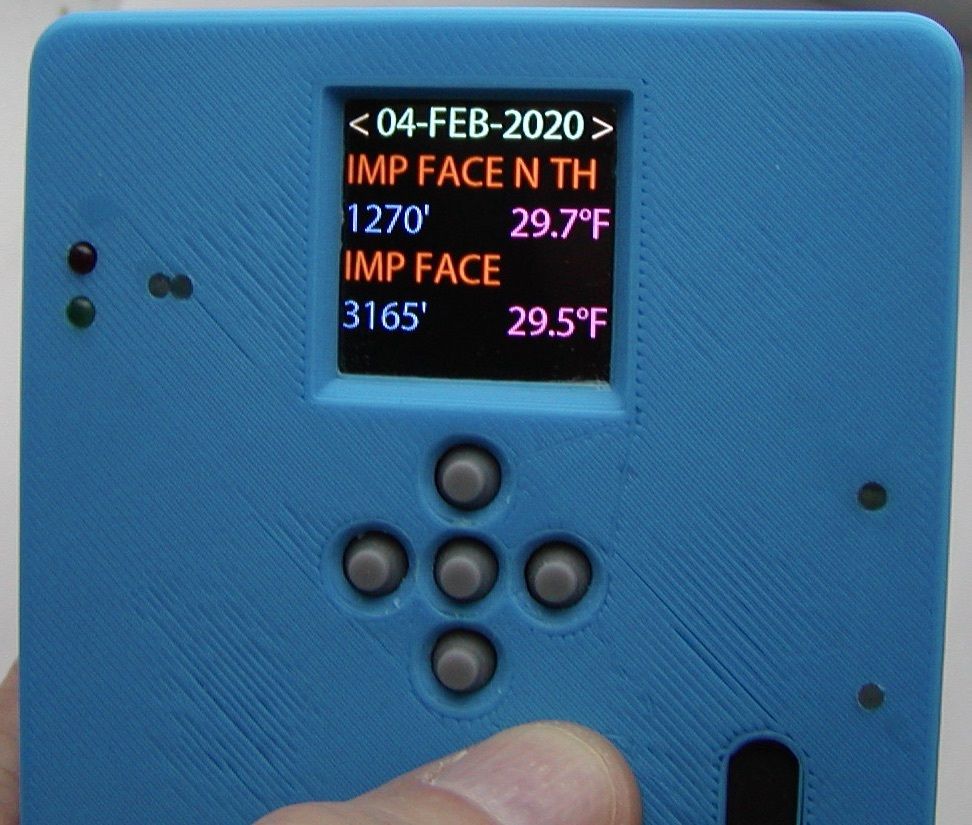 < 04-FEB-2020 >
IMP FACE N TH
1270' 29.7°F
IMP FACE
3165' 29.5°F